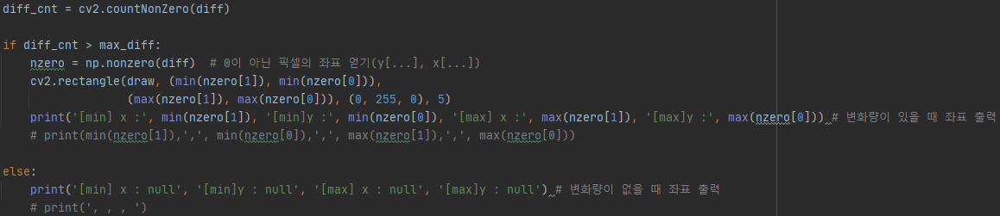 diff_cnt = cv2.countNonZero(diff)
if diff_cnt > max_diff:
nzero = np.nonzero(diff)  # 0이 아닌 픽셀의 좌표 얻기(y[...], x[...])
cv2.rectangle(draw, (min(nzero[1]), min(nzero[0])),
(max(nzero[1]), max(nzero[0])), (0, 255, 0), 5)
print('[min] x :', min(nzero[1]), '[min]y :', min(nzero[0]), '[max] x :', max(nzero[1]), '[max]y :', max(nzero[0])) # 변화량이 있을 때 좌표 출력
# print(min(nzero[1]),',', min(nzero[0]),',', max(nzero[1]),',', max(nzero[0]))
else:
print('[min] x : null', '[min]y : null', '[max] x : null', '[max]y : null') # 변화량이 없을 때 좌표 출력
# print(', , , ')